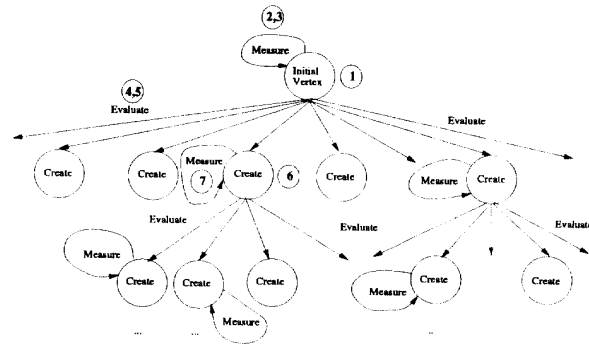 2,3
Measure
Initial
Vertex
1
4,5
Evaluate
Evaluate
Create
Create
Measure
7
Create
6
Create
Measure
Create
Evaluate
Evaluate
Evaluate
Measure
Create
Create
Create
Measure
Create
Measure
Create
...
...
..